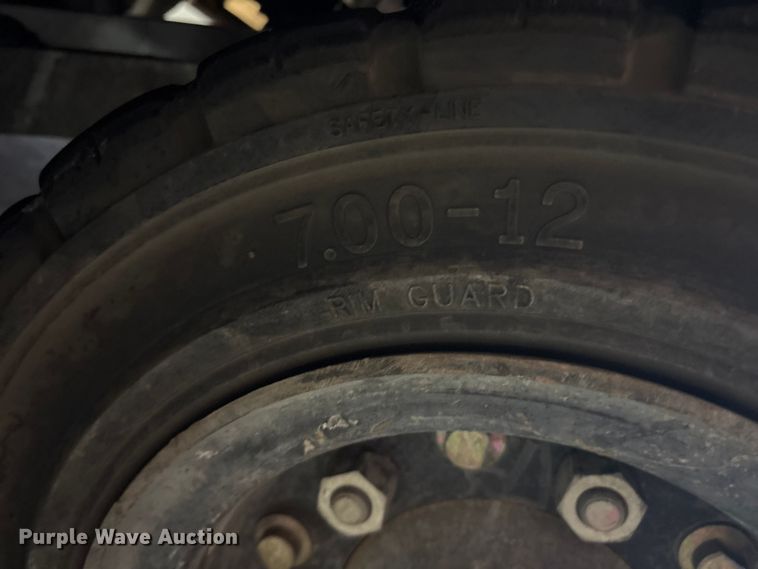 SAFETY-LINE
7.00-12
RIM GUARD
Purple Wave Auction